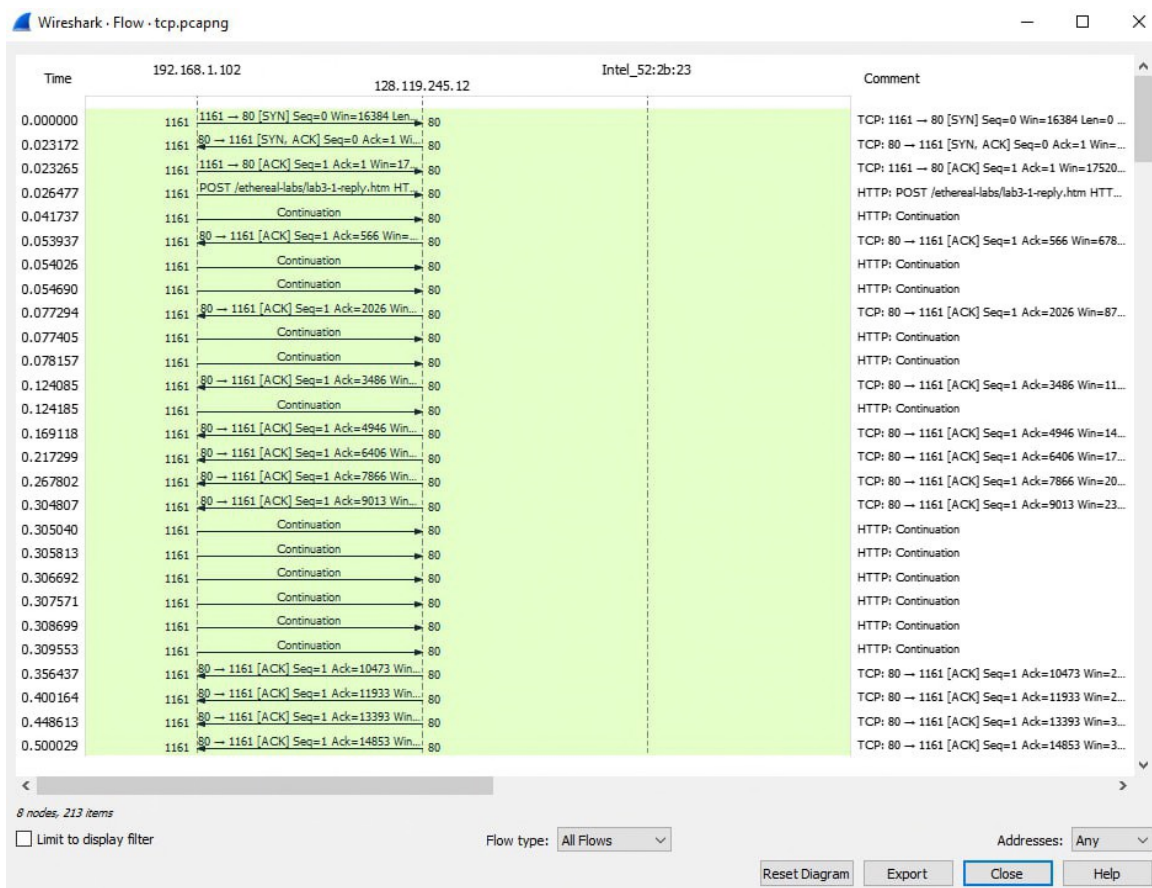 Wireshark · Flow · tcp.pcapng
Time 192.168.1.102 128.119.245.12 Intel_52:2b:23 Comment
0.000000 1161 1161 → 80 [SYN] Seq=0 Win=16384 Len... 80 TCP: 1161 → 80 [SYN] Seq=0 Win=16384 Len=0 ...
0.023172 1161 80 → 1161 [SYN, ACK] Seq=0 Ack=1 Wi... 80 TCP: 80 → 1161 [SYN, ACK] Seq=0 Ack=1 Win=...
0.023265 1161 1161 → 80 [ACK] Seq=1 Ack=1 Win=17... 80 TCP: 1161 → 80 [ACK] Seq=1 Ack=1 Win=17520...
0.026477 1161 POST /ethereal-labs/lab3-1-reply.htm HT... 80 HTTP: POST /ethereal-labs/lab3-1-reply.htm HTT...
0.041737 1161 Continuation 80 HTTP: Continuation
0.053937 1161 80 → 1161 [ACK] Seq=1 Ack=566 Win=... 80 TCP: 80 → 1161 [ACK] Seq=1 Ack=566 Win=678...
0.054026 1161 Continuation 80 HTTP: Continuation
0.054690 1161 Continuation 80 HTTP: Continuation
0.077294 1161 80 → 1161 [ACK] Seq=1 Ack=2026 Win... 80 TCP: 80 → 1161 [ACK] Seq=1 Ack=2026 Win=87...
0.077405 1161 Continuation 80 HTTP: Continuation
0.078157 1161 Continuation 80 HTTP: Continuation
0.124085 1161 80 → 1161 [ACK] Seq=1 Ack=3486 Win... 80 TCP: 80 → 1161 [ACK] Seq=1 Ack=3486 Win=11...
0.124185 1161 Continuation 80 HTTP: Continuation
0.169118 1161 80 → 1161 [ACK] Seq=1 Ack=4946 Win... 80 TCP: 80 → 1161 [ACK] Seq=1 Ack=4946 Win=14...
0.217299 1161 80 → 1161 [ACK] Seq=1 Ack=6406 Win... 80 TCP: 80 → 1161 [ACK] Seq=1 Ack=6406 Win=17...
0.267802 1161 80 → 1161 [ACK] Seq=1 Ack=7866 Win... 80 TCP: 80 → 1161 [ACK] Seq=1 Ack=7866 Win=20...
0.304807 1161 80 → 1161 [ACK] Seq=1 Ack=9013 Win... 80 TCP: 80 → 1161 [ACK] Seq=1 Ack=9013 Win=23...
0.305040 1161 Continuation 80 HTTP: Continuation
0.305813 1161 Continuation 80 HTTP: Continuation
0.306692 1161 Continuation 80 HTTP: Continuation
0.307571 1161 Continuation 80 HTTP: Continuation
0.308699 1161 Continuation 80 HTTP: Continuation
0.309553 1161 Continuation 80 HTTP: Continuation
0.356437 1161 80 → 1161 [ACK] Seq=1 Ack=10473 Win... 80 TCP: 80 → 1161 [ACK] Seq=1 Ack=10473 Win=2...
0.400164 1161 80 → 1161 [ACK] Seq=1 Ack=11933 Win... 80 TCP: 80 → 1161 [ACK] Seq=1 Ack=11933 Win=2...
0.448613 1161 80 → 1161 [ACK] Seq=1 Ack=13393 Win... 80 TCP: 80 → 1161 [ACK] Seq=1 Ack=13393 Win=3...
0.500029 1161 80 → 1161 [ACK] Seq=1 Ack=14853 Win... 80 TCP: 80 → 1161 [ACK] Seq=1 Ack=14853 Win=3...
8 nodes, 213 items
Limit to display filter Flow type: All Flows Addresses: Any
Reset Diagram Export Close Help